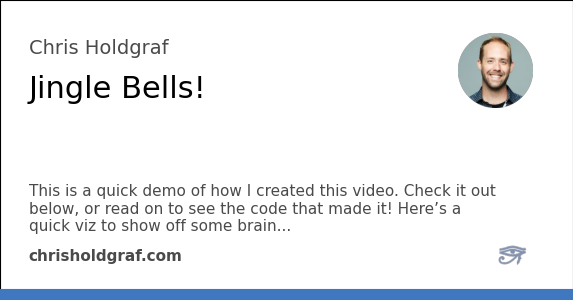 Chris Holdgraf
Jingle Bells!
This is a quick demo of how I created this video. Check it out
below, or read on to see the code that made it! Here’s a
quick viz to show off some brain...
chrisholdgraf.com